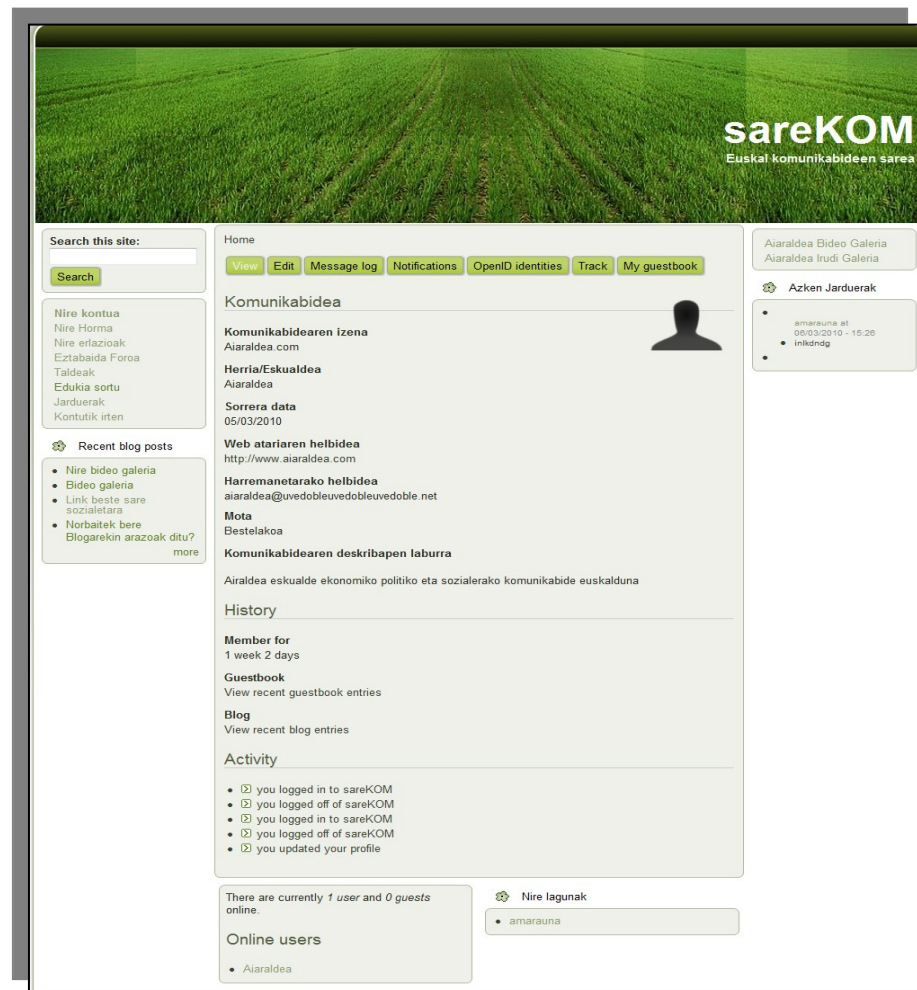 sareKOM
Euskal komunikabideen sarea
Search this site:
Search
Nire kontua
Nire Horma
Nire erlazioak
Eztabaida Foroa
Taldeak
Edukia sortu
Jarduerak
Kontutik irten
Recent blog posts
Nire bideo galeria
Bideo galeria
Link beste sare
sozialetara
Norbaitek bere
Blogarekin arazoak ditu?
more
Home
View Edit Message log Notifications OpenID identities Track My guestbook
Komunikabidea
Komunikabidearen izena
Aiaraldea.com
Herria/Eskualdea
Aiaraldea
Sorrera data
05/03/2010
Web atariaren helbidea
http://www.aiaraldea.com
Harremanetarako helbidea
aiaraldea@uvedobleuvedobleuvedoble.net
Mota
Bestelakoa
Komunikabidearen deskribapen laburra
Airaldea eskualde ekonomiko politiko eta sozialerako komunikabide euskalduna
History
Member for
1 week 2 days
Guestbook
View recent guestbook entries
Blog
View recent blog entries
Activity
you logged in to sareKOM
you logged off of sareKOM
you logged in to sareKOM
you logged off of sareKOM
you updated your profile
Aiaraldea Bideo Galeria
Aiaraldea Irudi Galeria
Azken Jarduerak
amarauna at
06/03/2010 - 15:26
inlkdndg
There are currently 1 user and 0 guests
online.
Online users
Aiaraldea
Nire lagunak
amarauna